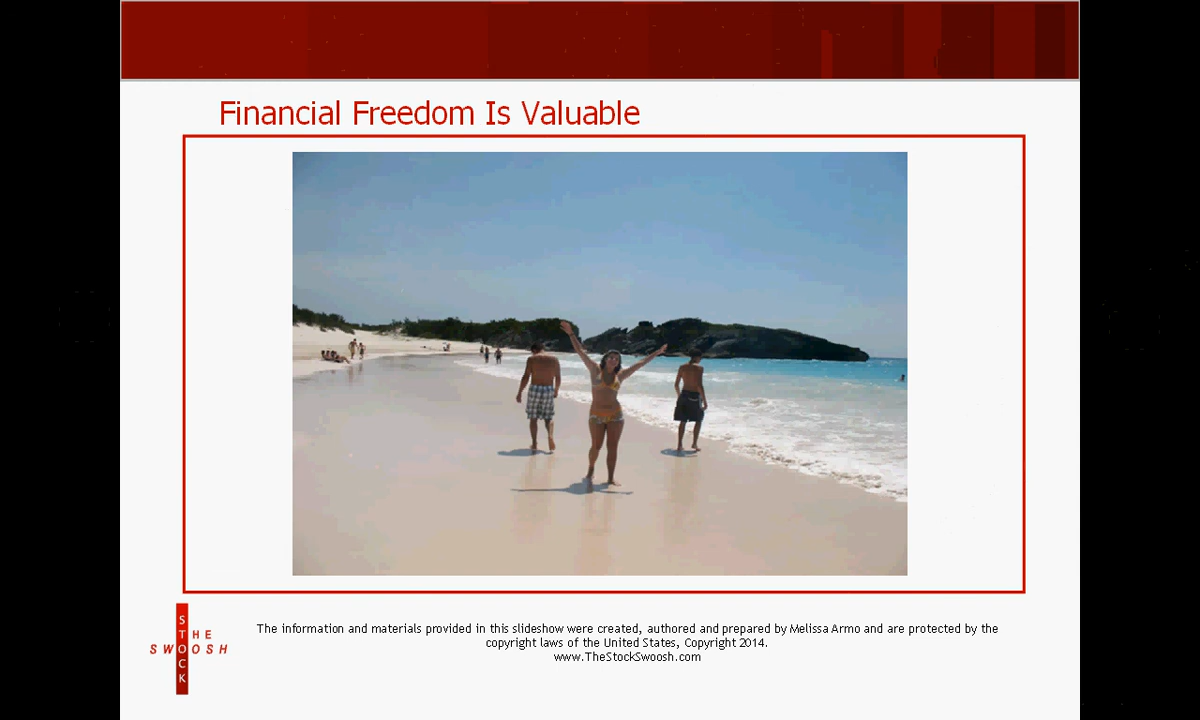 Financial Freedom Is Valuable
THE
STOCK
SWOOSH
The information and materials provided in this slideshow were created, authored and prepared by Melissa Armo and are protected by the
copyright laws of the United States, Copyright 2014.
www.TheStockSwoosh.com